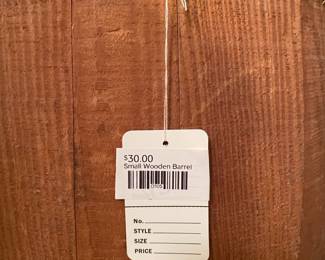 $30.00
Small Wooden Barrel
No.
STYLE
SIZE
PRICE